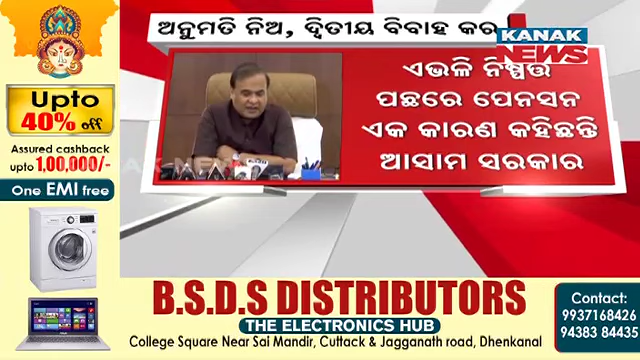 ଅନୁମତି ନିଅ, ଦ୍ୱିତୀୟ ବିବାହ କର
KANAK NEWS
ଏଭଳି ନିଷ୍ପତ୍ତି
ପଛରେ ପେନସନ
ଏକ କାରଣ କହିଛନ୍ତି
ଆସାମ ସରକାର
Upto
40% off
Assured cashback
upto 1,00,000/-
One EMI free
B.S.D.S DISTRIBUTORS
THE ELECTRONICS HUB
College Square Near Sai Mandir, Cuttack & Jagganath road, Dhenkanal
Contact:
9937168426
94383 84435